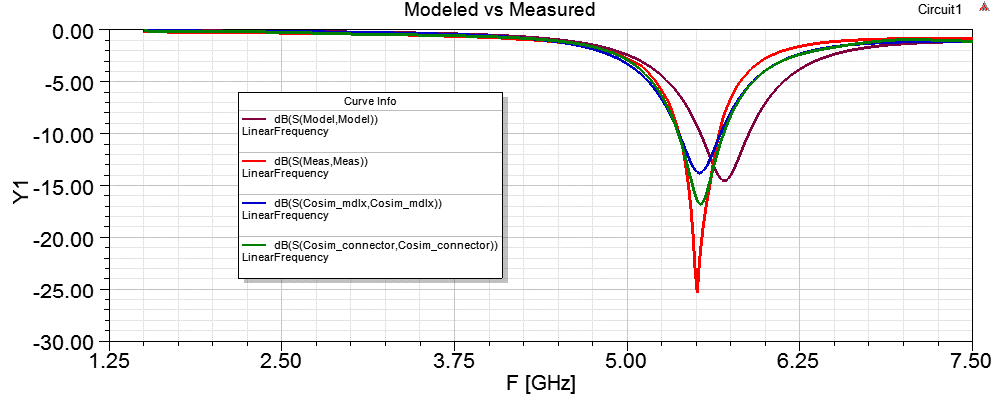 Modeled vs Measured
Circuit1
0.00
-5.00
-10.00
-15.00
-20.00
-25.00
-30.00
Y1
Curve Info
dB(S(Model,Model))
LinearFrequency
dB(S(Meas,Meas))
LinearFrequency
dB(S(Cosim_mdlx,Cosim_mdlx))
LinearFrequency
dB(S(Cosim_connector,Cosim_connector))
LinearFrequency
1.25 2.50 3.75 5.00 6.25 7.50
F [GHz]